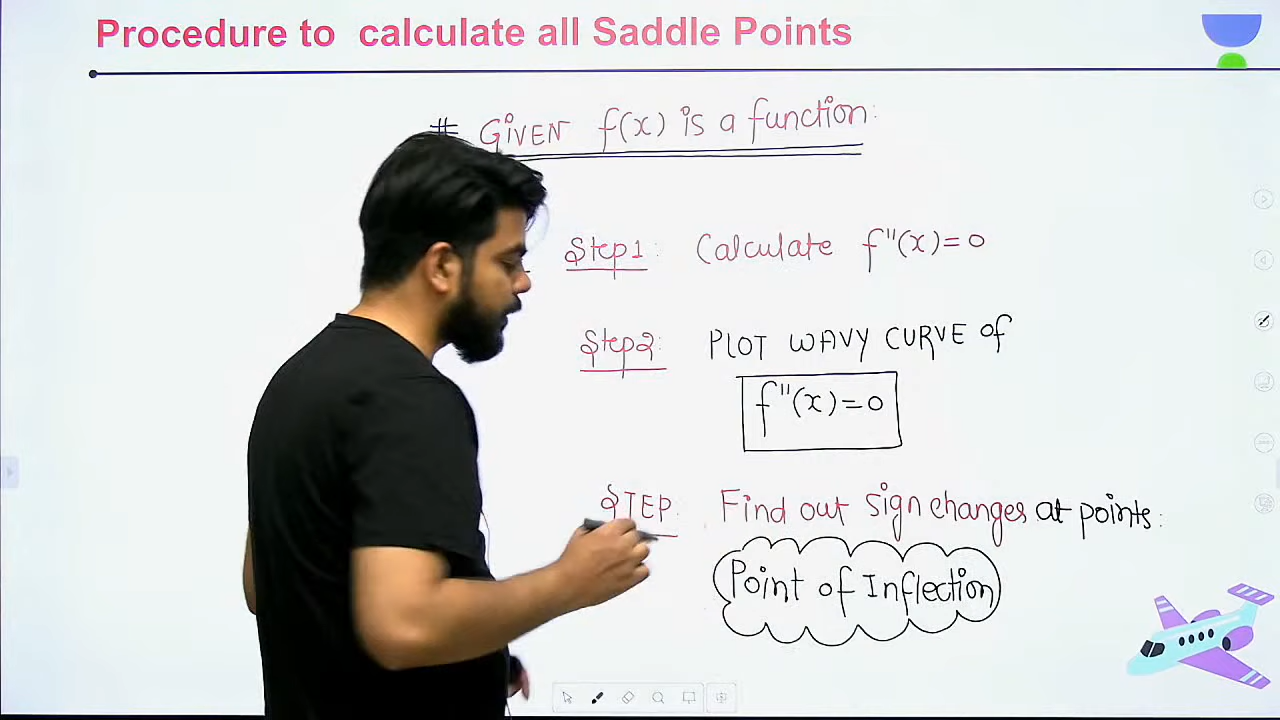 Procedure to calculate all Saddle Points
# GIVEN f(x) is a function:
Step1: Calculate f"(x)=0
Step2: PLOT WAVY CURVE of
f"(x)=0
STEP: Find out sign changes at points:
Point of Inflection